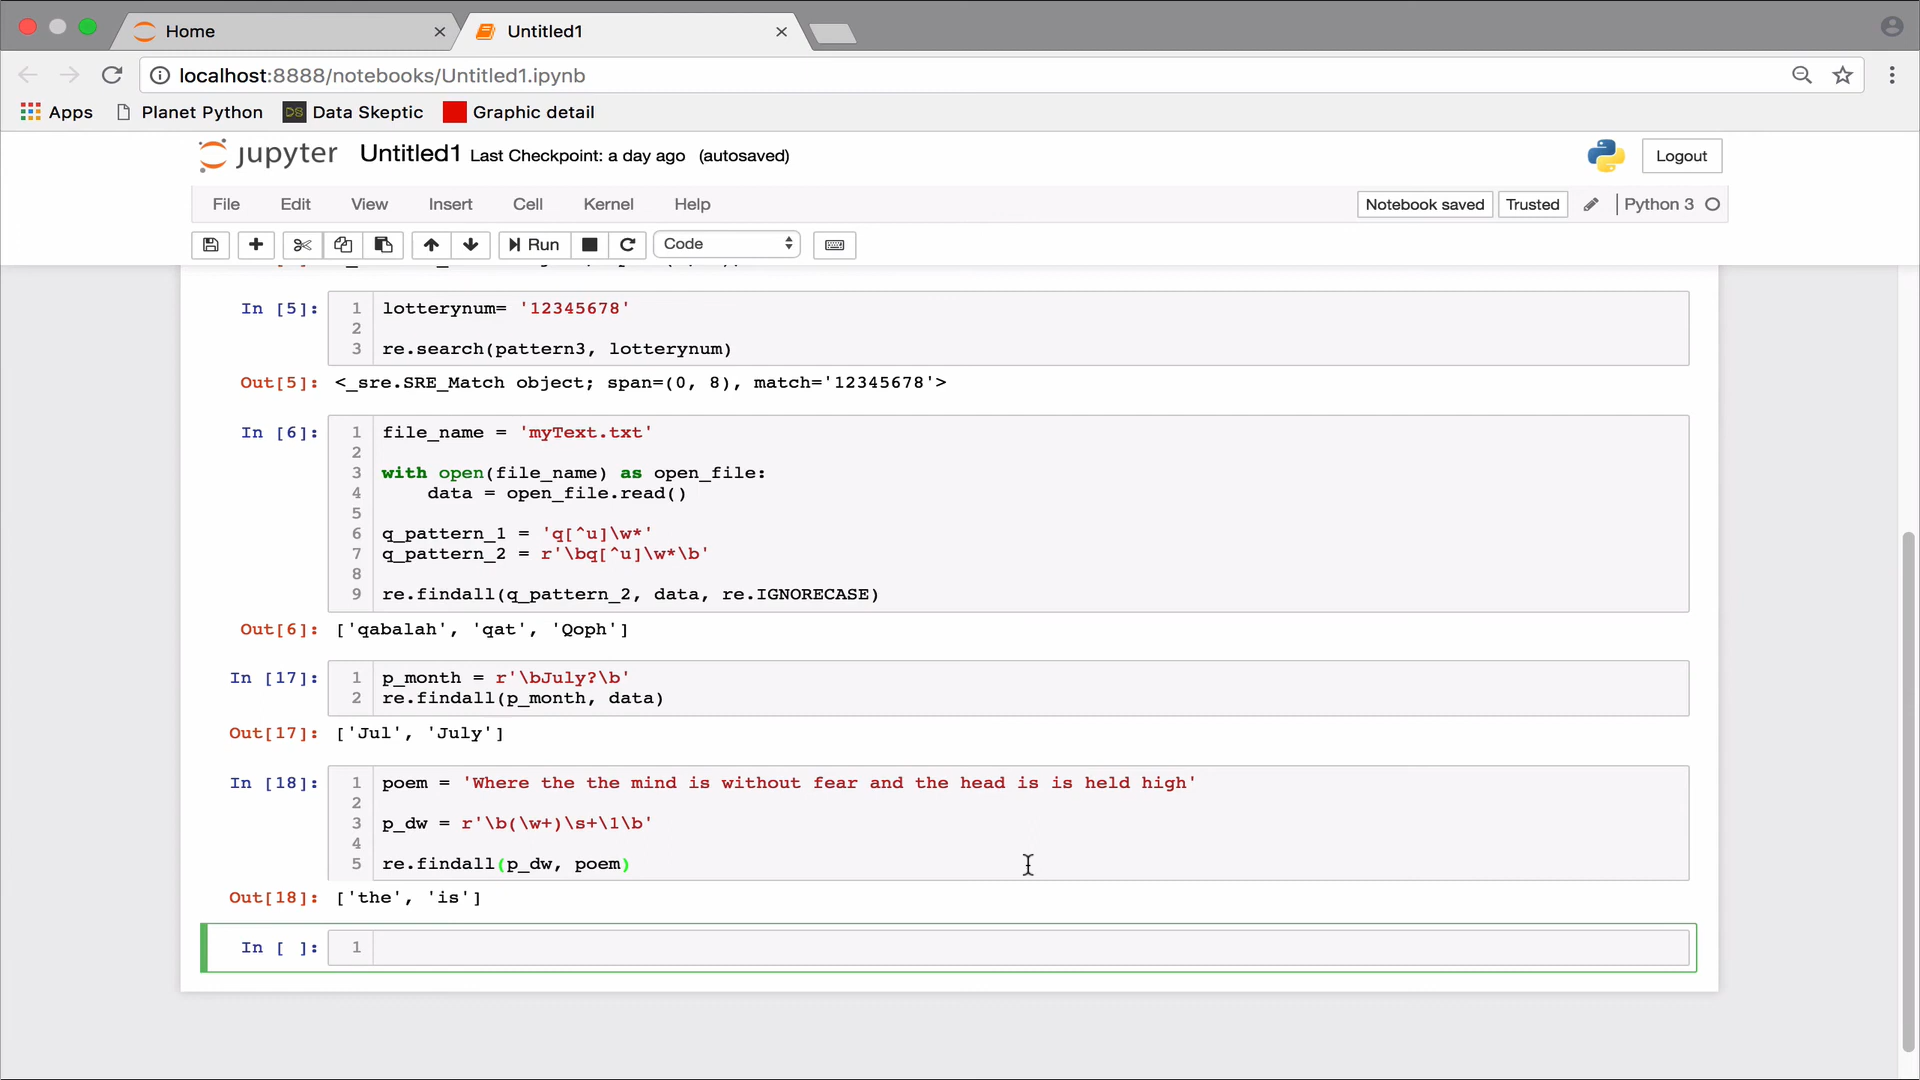 Home
Untitled1
localhost:8888/notebooks/Untitled1.ipynb
Apps Planet Python DS Data Skeptic Graphic detail
jupyter Untitled1 Last Checkpoint: a day ago (autosaved) Logout
File Edit View Insert Cell Kernel Help Notebook saved Trusted Python 3
Run Code
In [5]: 1 lotterynum= '12345678'
2
3 re.search(pattern3, lotterynum)
Out[5]: <_sre.SRE_Match object; span=(0, 8), match='12345678'>
In [6]: 1 file_name = 'myText.txt'
2
3 with open(file_name) as open_file:
4 data = open_file.read()
5
6 q_pattern_1 = 'q[^u]\w*'
7 q_pattern_2 = r'\bq[^u]\w*\b'
8
9 re.findall(q_pattern_2, data, re.IGNORECASE)
Out[6]: ['qabalah', 'qat', 'Qoph']
In [17]: 1 p_month = r'\bJuly?\b'
2 re.findall(p_month, data)
Out[17]: ['Jul', 'July']
In [18]: 1 poem = 'Where the the mind is without fear and the head is is held high'
2
3 p_dw = r'\b(\w+)\s+\1\b'
4
5 re.findall(p_dw, poem)
Out[18]: ['the', 'is']
In [ ]: 1